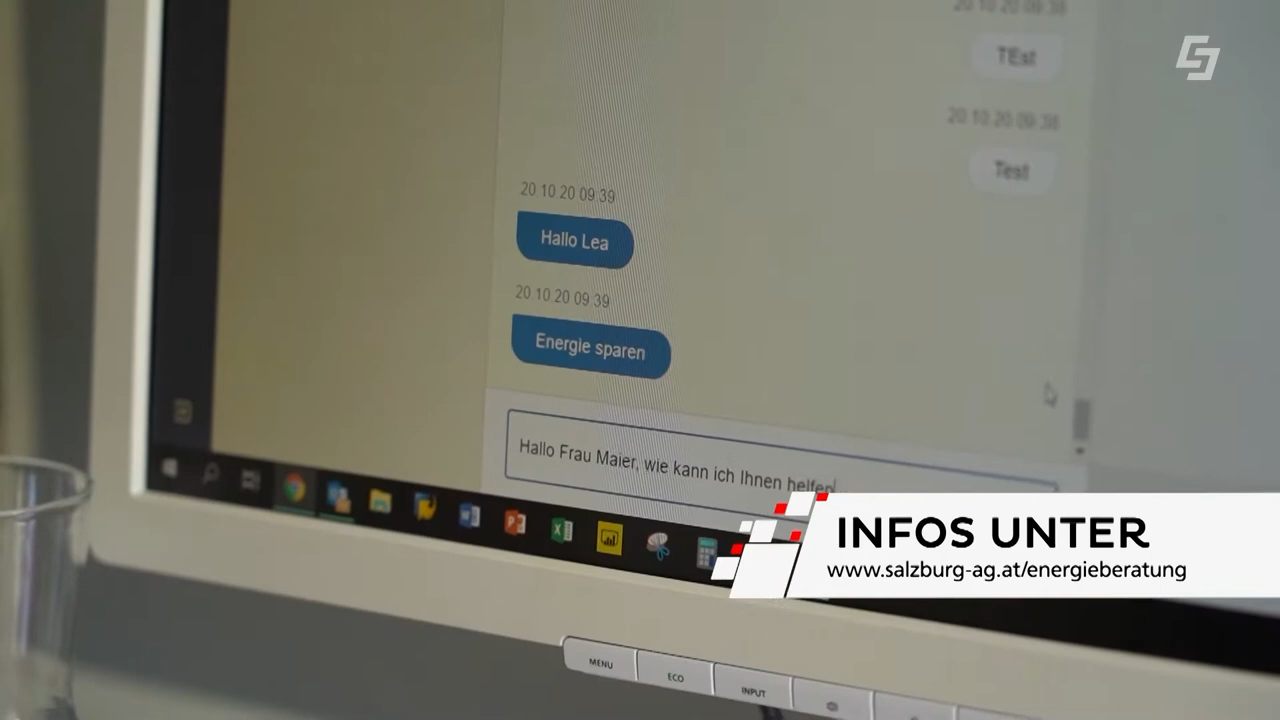 20 10 20 09:38
TEst
20 10 20 09:38
Test
20 10 20 09:39
Hallo Lea
20 10 20 09:39
Energie sparen
Hallo Frau Maier, wie kann ich Ihnen helfen
INFOS UNTER
www.salzburg-ag.at/energieberatung
MENU
ECO
INPUT